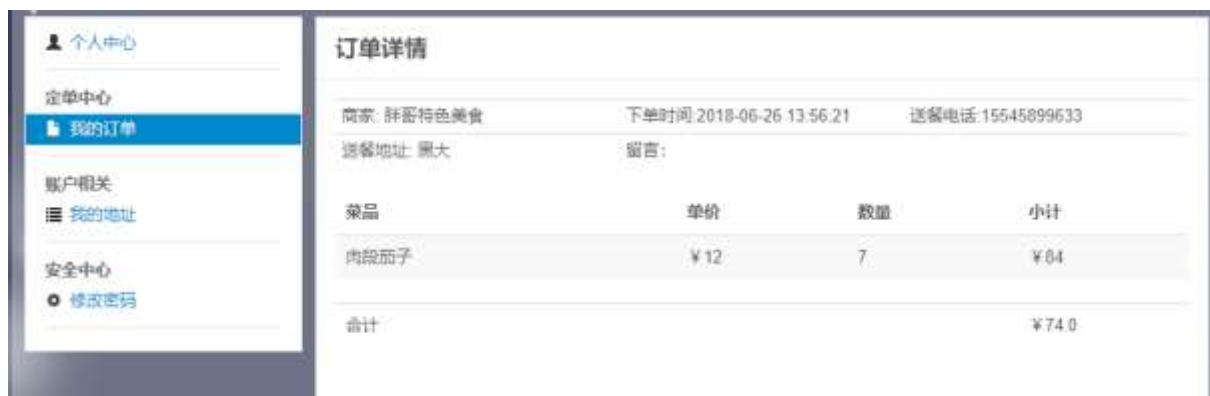 个人中心
定单中心
我的订单
账户相关
我的地址
安全中心
修改密码
订单详情
商家: 胖哥特色美食 下单时间:2018-06-26 13:56:21 送餐电话:15545899633
送餐地址: 黑大 留言:
菜品 单价 数量 小计
肉段茄子 ¥12 7 ¥84
合计 ¥74.0